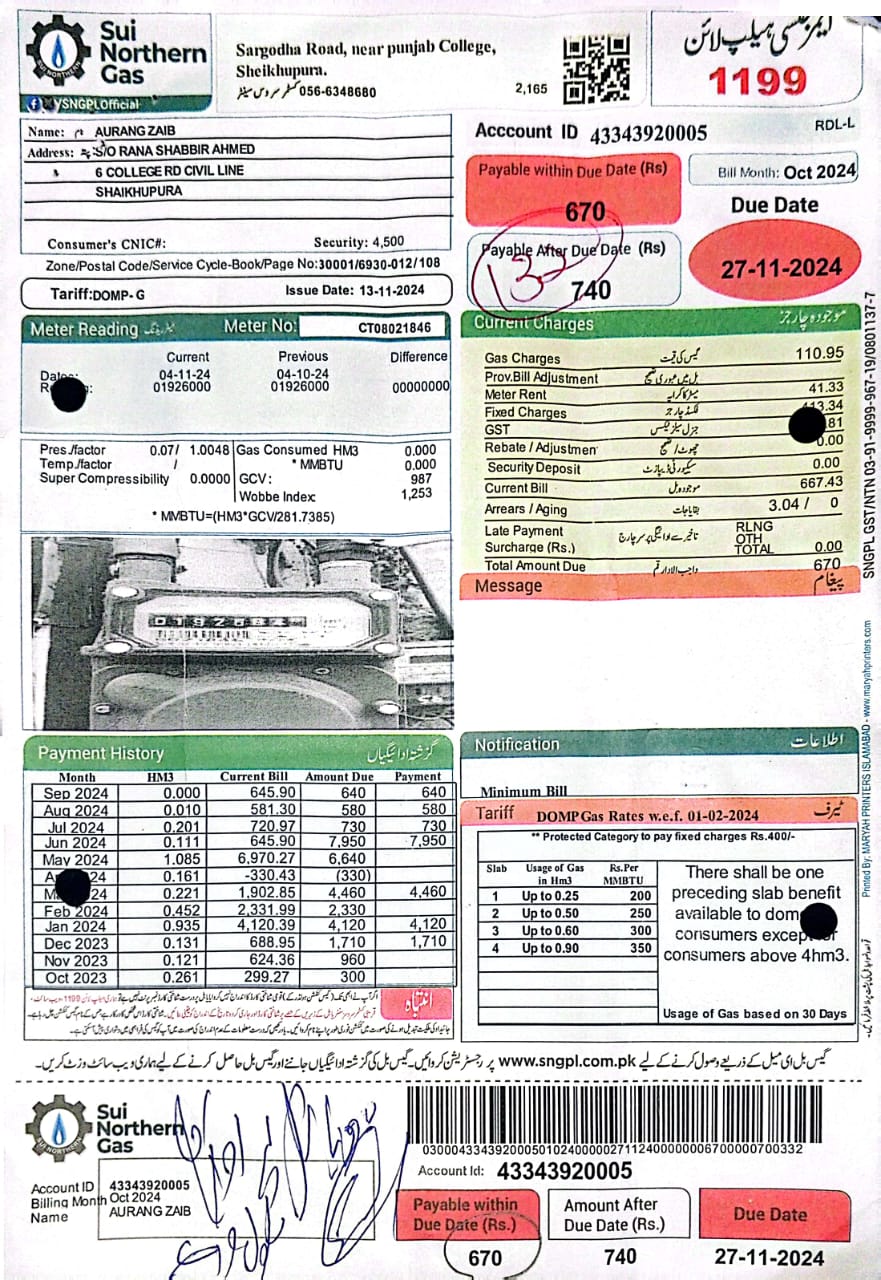 Sui
Northern
Gas
SNGPLOfficial
Sargodha Road, near punjab College,
Sheikhupura.
کسٹمر سروس سینٹر 056-6348680
2,165
ایمرجنسی ہیلپ لائن
1199
Name: AURANG ZAIB
Address: S/O RANA SHABBIR AHMED
6 COLLEGE RD CIVIL LINE
SHAIKHUPURA
Consumer's CNIC#: Security: 4,500
Zone/Postal Code/Service Cycle-Book/Page No:30001/6930-012/108
Tariff:DOMP-G Issue Date: 13-11-2024
Acccount ID 43343920005 RDL-L
Payable within Due Date (Rs)
670
Bill Month: Oct 2024
Due Date
27-11-2024
Payable After Due Date (Rs)
740
132
Meter Reading میٹر ریڈنگ Meter No: CT08021846
Current Previous Difference
Dates: 04-11-24 04-10-24
01926000 01926000 00000000
Pres./factor 0.07/ 1.0048 Gas Consumed HM3 0.000
Temp./factor / * MMBTU 0.000
Super Compressibility 0.0000 GCV: 987
Wobbe Index: 1,253
* MMBTU=(HM3*GCV/281.7385)
Current Charges موجودہ چارجز
Gas Charges گیس کی قیمت 110.95
Prov.Bill Adjustment بل میں عبوری تصحیح
Meter Rent میٹر کا کرایہ 41.33
Fixed Charges فکسڈ چارجز 413.34
GST جنرل سیلز ٹیکس 81
Rebate / Adjustmen چھوٹ / تصحیح 0.00
Security Deposit سکیورٹی ڈیپازٹ 0.00
Current Bill موجودہ بل 667.43
Arrears / Aging بقایاجات 3.04 / 0
Late Payment
Surcharge (Rs.) تاخیر سے ادائیگی پر سرچارج
RLNG
OTH
TOTAL 0.00
Total Amount Due واجب الادا رقم 670
Message پیغام
SNGPL GST/NTN 03-91-9999-967-19/0801137-7
Printed By: MARYAH PRINTERS ISLAMABAD - www.maryahprinters.com
Payment History گزشتہ ادائیگیاں
Month HM3 Current Bill Amount Due Payment
Sep 2024 0.000 645.90 640 640
Aug 2024 0.010 581.30 580 580
Jul 2024 0.201 720.97 730 730
Jun 2024 0.111 645.90 7,950 7,950
May 2024 1.085 6,970.27 6,640
24 0.161 -330.43 (330)
2024 0.221 1,902.85 4,460 4,460
Feb 2024 0.452 2,331.99 2,330
Jan 2024 0.935 4,120.39 4,120 4,120
Dec 2023 0.131 688.95 1,710 1,710
Nov 2023 0.121 624.36 960
Oct 2023 0.261 299.27 300
انتباہ
Notification اطلاعات
Minimum Bill
Tariff DOMP Gas Rates w.e.f. 01-02-2024 ٹیرف
** Protected Category to pay fixed charges Rs.400/-
Slab Usage of Gas in Hm3 Rs.Per MMBTU
1 Up to 0.25 200
2 Up to 0.50 250
3 Up to 0.60 300
4 Up to 0.90 350
There shall be one
preceding slab benefit
available to dom
consumers except
consumers above 4hm3.
Usage of Gas based on 30 Days
گیس بل ای میل کے ذریعے وصول کرنے کے لیے www.sngpl.com.pk پر رجسٹریشن کروائیں۔ گیس بل کی گزشتہ ادائیگیاں جاننے اور گیس بل حاصل کرنے کے لیے ہماری ویب سائٹ وزٹ کریں۔
Sui
Northern
Gas
0300043343920005010240000027112400000006700000700332
Account Id: 43343920005
Account ID 43343920005
Billing Month Oct 2024
Name AURANG ZAIB
Payable within
Due Date (Rs.)
670
Amount After
Due Date (Rs.)
740
Due Date
27-11-2024